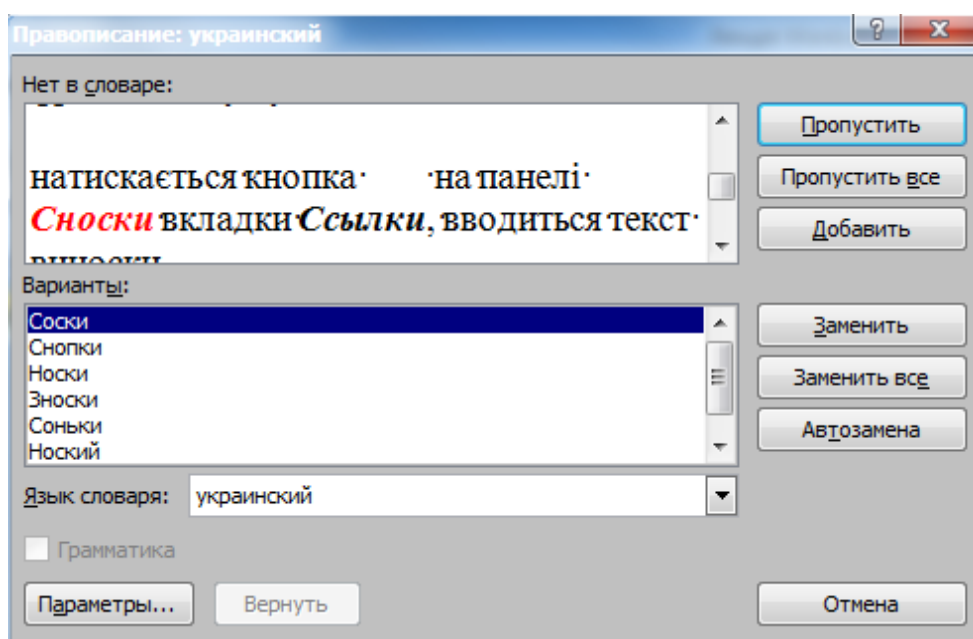 Правописание: украинский
Нет в словаре:
натискається кнопка на панелі
Сноски вкладки Ссылки, вводиться текст
виноски
Пропустить
Пропустить все
Добавить
Варианты:
Соски
Снопки
Носки
Зноски
Соньки
Ноский
Заменить
Заменить все
Автозамена
Язык словаря: украинский
Грамматика
Параметры... Вернуть Отмена